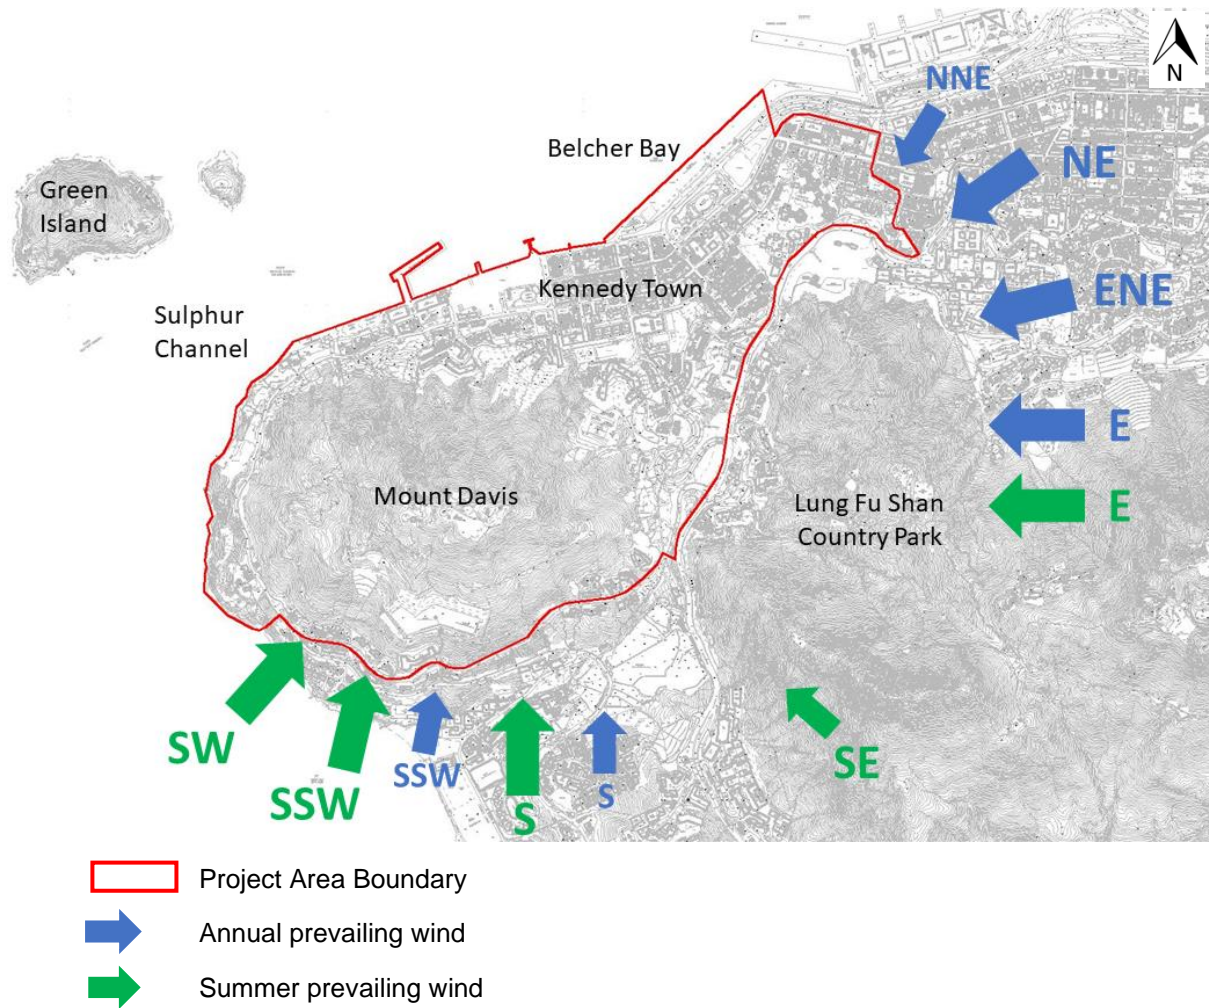 N
NNE
Belcher Bay
NE
Green
Island
ENE
Kennedy Town
Sulphur
Channel
E
Mount Davis
Lung Fu Shan
Country Park
E
SW
SSW
SSW
S
S
SE
Project Area Boundary
Annual prevailing wind
Summer prevailing wind